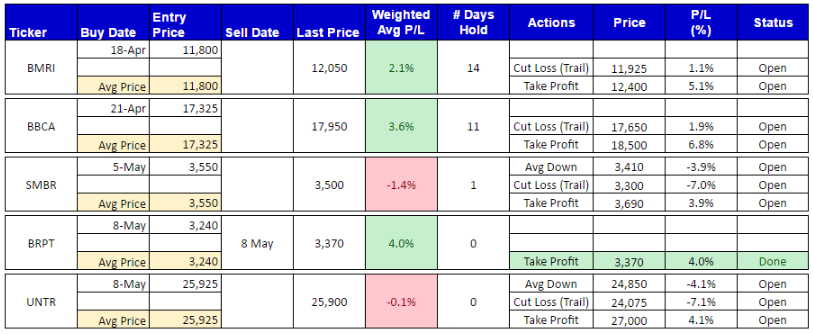 Ticker Buy Date Entry Price Sell Date Last Price Weighted Avg P/L # Days Hold Actions Price P/L (%) Status
18-Apr 11,800
BMRI 12,050 2.1% 14 Cut Loss (Trail) 11,925 1.1% Open
Avg Price 11,800 Take Profit 12,400 5.1% Open
21-Apr 17,325
BBCA 17,950 3.6% 11 Cut Loss (Trail) 17,650 1.9% Open
Avg Price 17,325 Take Profit 18,500 6.8% Open
5-May 3,550 Avg Down 3,410 -3.9% Open
SMBR 3,500 -1.4% 1 Cut Loss (Trail) 3,300 -7.0% Open
Avg Price 3,550 Take Profit 3,690 3.9% Open
8-May 3,240
BRPT 8 May 3,370 4.0% 0
Avg Price 3,240 Take Profit 3,370 4.0% Done
8-May 25,925 Avg Down 24,850 -4.1% Open
UNTR 25,900 -0.1% 0 Cut Loss (Trail) 24,075 -7.1% Open
Avg Price 25,925 Take Profit 27,000 4.1% Open